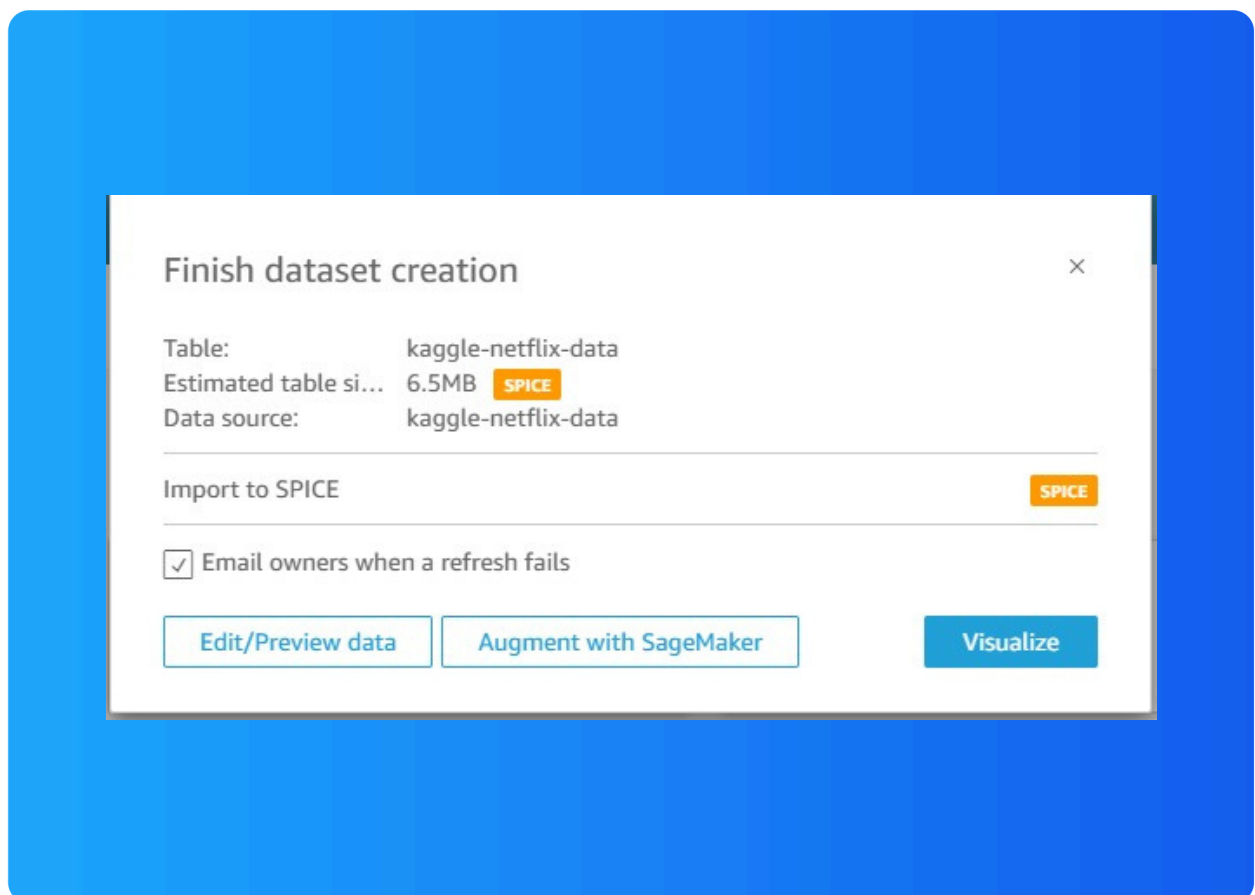 Finish dataset creation
Table: kaggle-netflix-data
Estimated table si... 6.5MB SPICE
Data source: kaggle-netflix-data
Import to SPICE SPICE
Email owners when a refresh fails
Edit/Preview data Augment with SageMaker Visualize